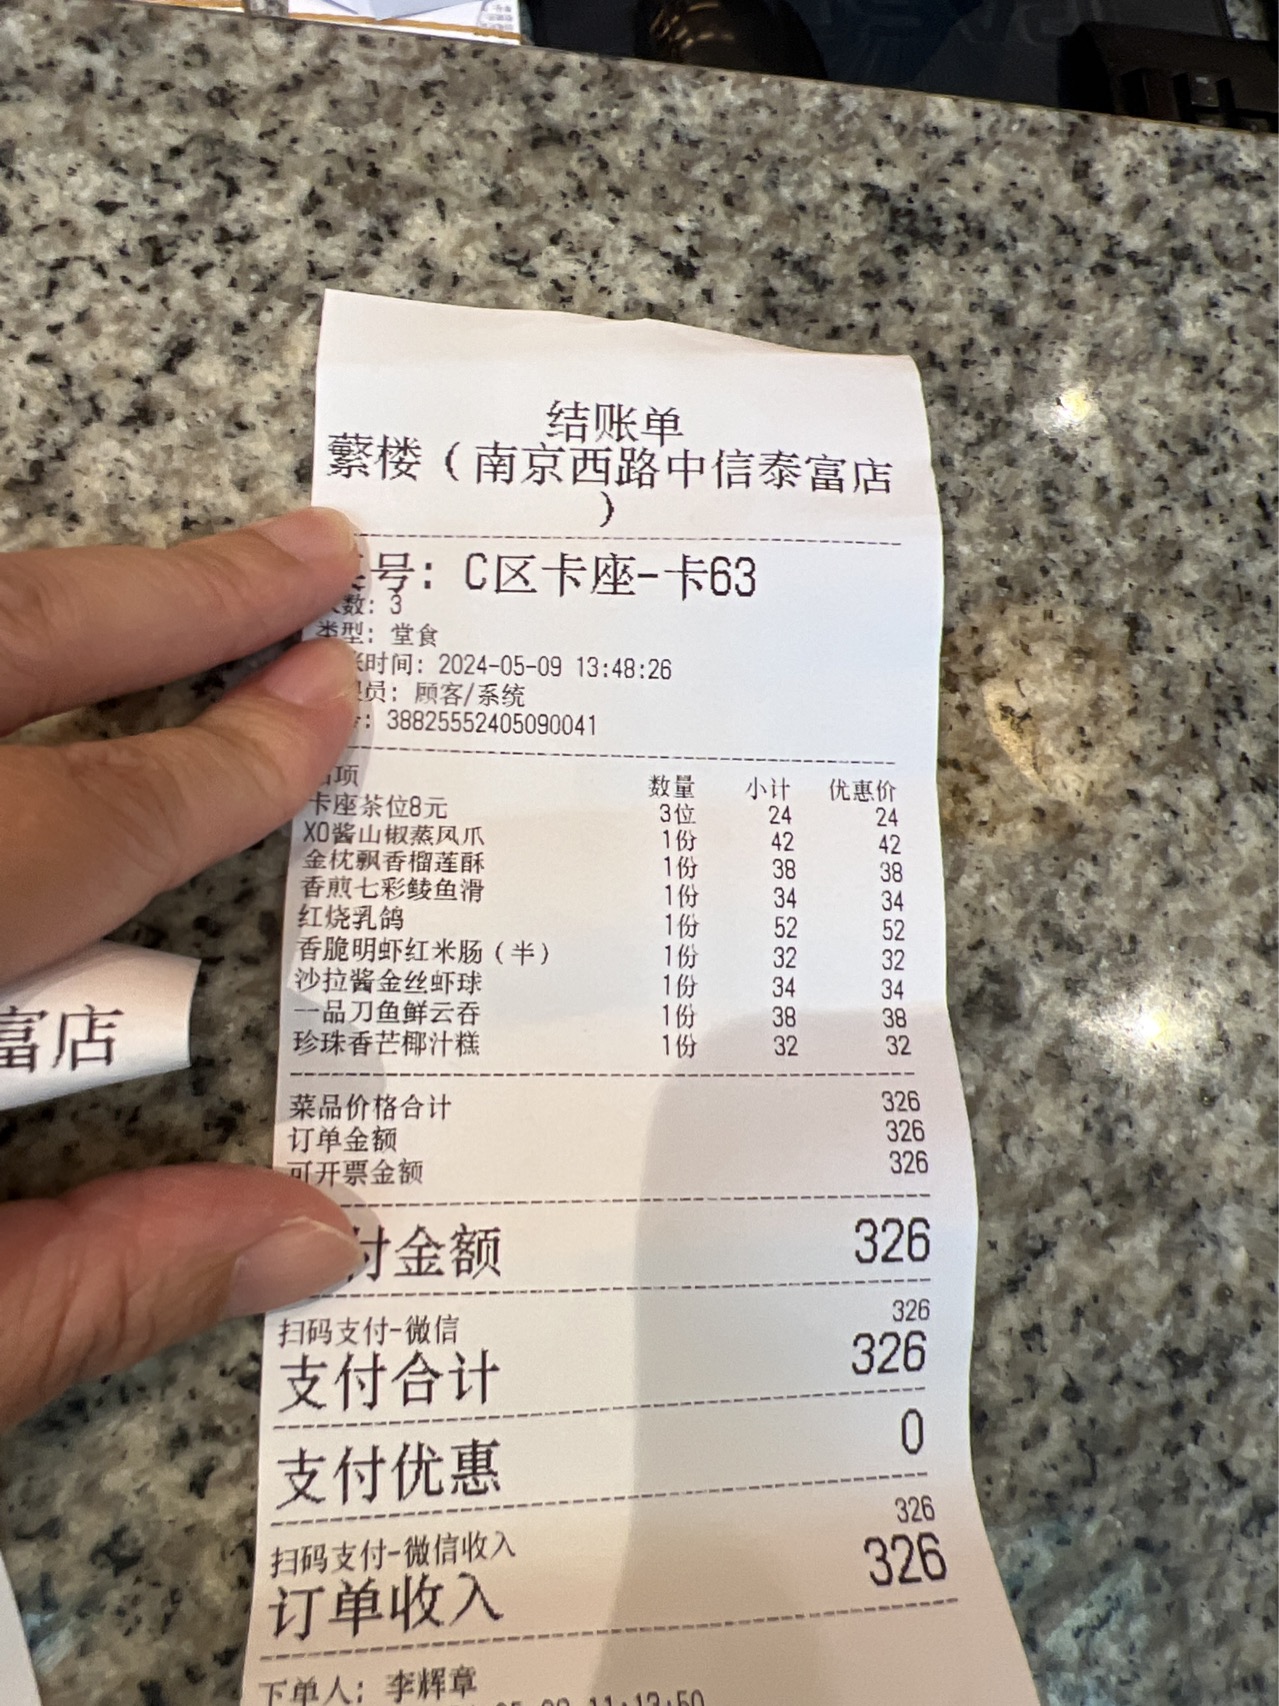 结账单
蘩楼（南京西路中信泰富店
）
号: C区卡座-卡63
数: 3
类型: 堂食
时间: 2024-05-09 13:48:26
员: 顾客/系统
: 38825552405090041
项 数量 小计 优惠价
卡座茶位8元 3位 24 24
XO酱山椒蒸凤爪 1份 42 42
金枕飘香榴莲酥 1份 38 38
香煎七彩鲮鱼滑 1份 34 34
红烧乳鸽 1份 52 52
香脆明虾红米肠（半） 1份 32 32
沙拉酱金丝虾球 1份 34 34
一品刀鱼鲜云吞 1份 38 38
珍珠香芒椰汁糕 1份 32 32
菜品价格合计 326
订单金额 326
可开票金额 326
付金额 326
扫码支付-微信 326
支付合计 326
支付优惠 0
扫码支付-微信收入 326
订单收入 326
下单人: 李辉章
富店